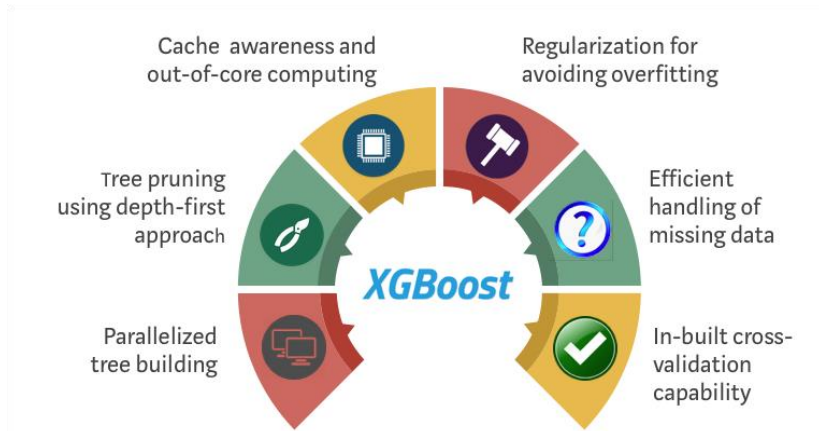 Cache awareness and
out-of-core computing
Regularization for
avoiding overfitting
Tree pruning
using depth-first
approach
Efficient
handling of
missing data
XGBoost
Parallelized
tree building
In-built cross-
validation
capability